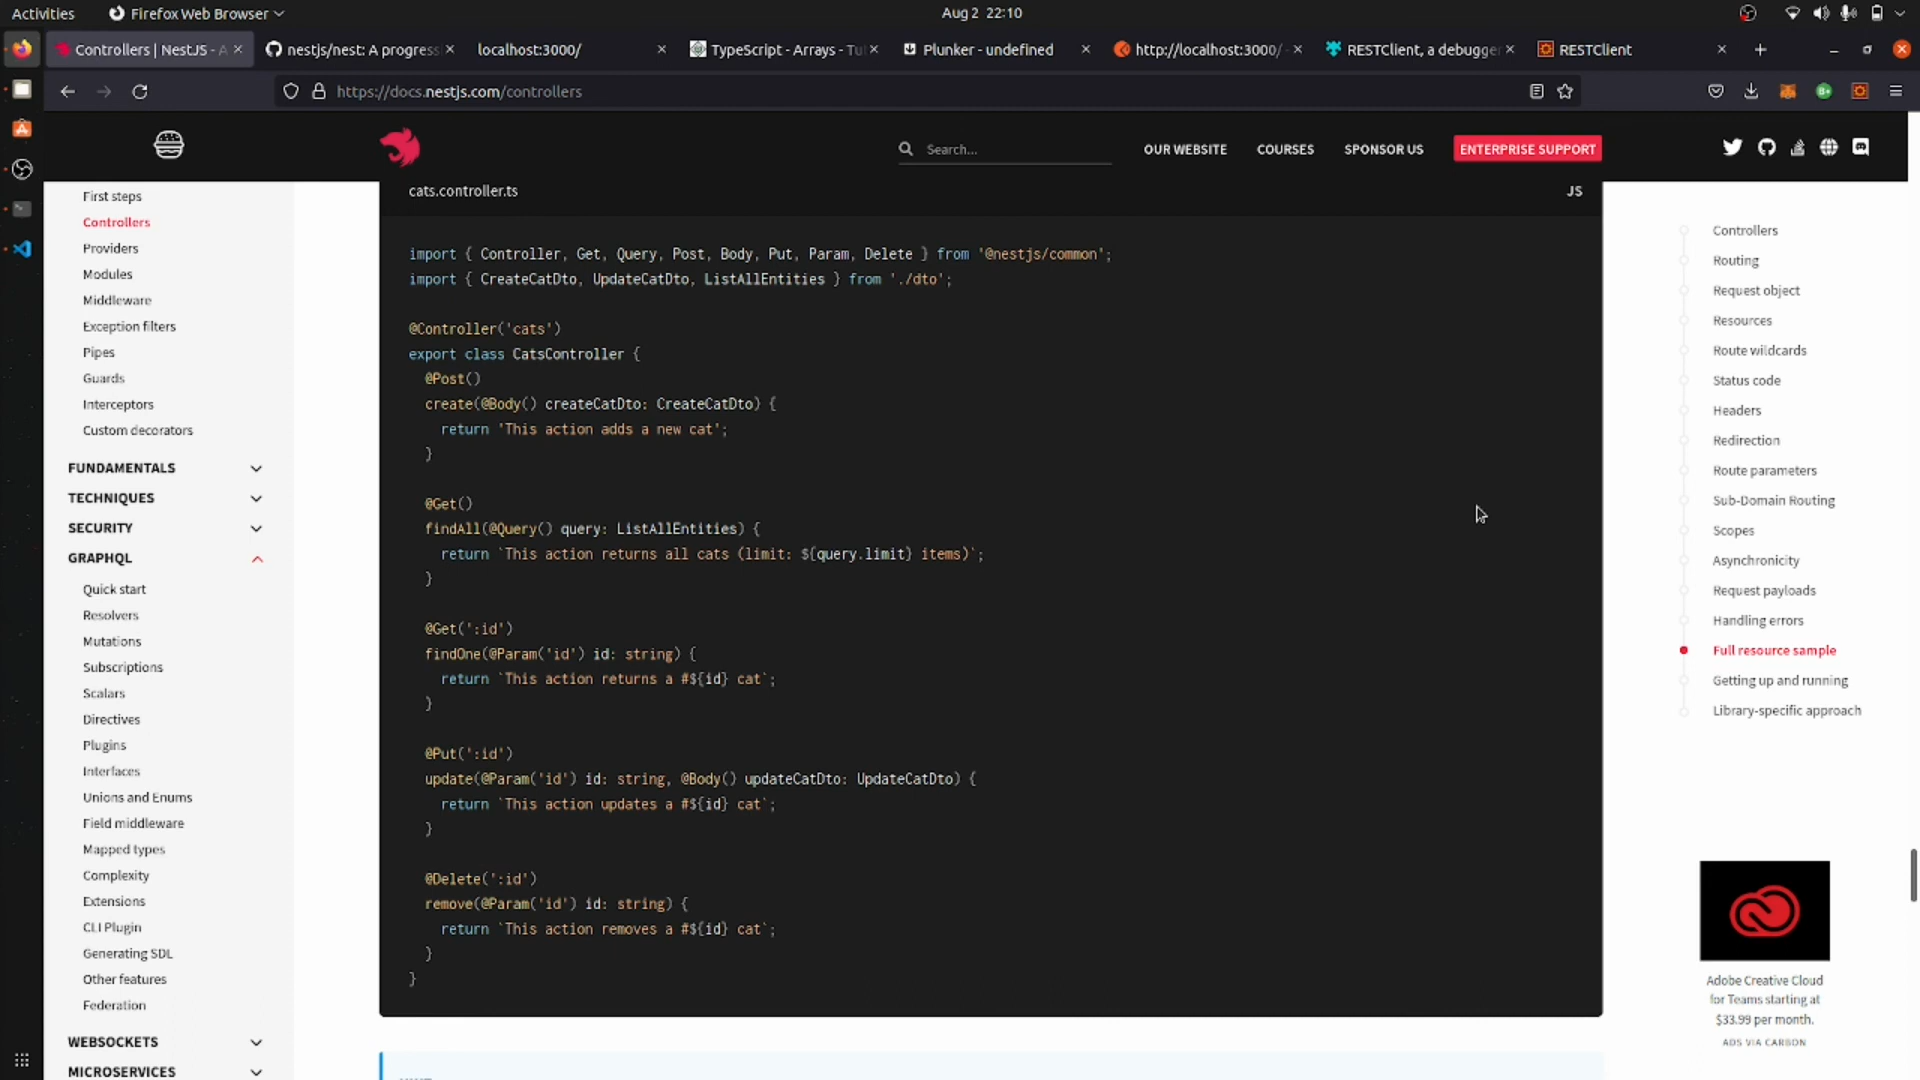 Activities
Firefox Web Browser
Aug 2 22:10
Controllers | NestJS - A
nestjs/nest: A progress
localhost:3000/
TypeScript - Arrays - Tu
Plunker - undefined
http://localhost:3000/ -
RESTClient, a debugger
RESTClient
https://docs.nestjs.com/controllers
Search...
OUR WEBSITE
COURSES
SPONSOR US
ENTERPRISE SUPPORT
First steps
Controllers
Providers
Modules
Middleware
Exception filters
Pipes
Guards
Interceptors
Custom decorators
FUNDAMENTALS
TECHNIQUES
SECURITY
GRAPHQL
Quick start
Resolvers
Mutations
Subscriptions
Scalars
Directives
Plugins
Interfaces
Unions and Enums
Field middleware
Mapped types
Complexity
Extensions
CLI Plugin
Generating SDL
Other features
Federation
WEBSOCKETS
MICROSERVICES
cats.controller.ts
JS
import { Controller, Get, Query, Post, Body, Put, Param, Delete } from '@nestjs/common';
import { CreateCatDto, UpdateCatDto, ListAllEntities } from './dto';
@Controller('cats')
export class CatsController {
@Post()
create(@Body() createCatDto: CreateCatDto) {
return 'This action adds a new cat';
}
@Get()
findAll(@Query() query: ListAllEntities) {
return `This action returns all cats (limit: ${query.limit} items)`;
}
@Get(':id')
findOne(@Param('id') id: string) {
return `This action returns a #${id} cat`;
}
@Put(':id')
update(@Param('id') id: string, @Body() updateCatDto: UpdateCatDto) {
return `This action updates a #${id} cat`;
}
@Delete(':id')
remove(@Param('id') id: string) {
return `This action removes a #${id} cat`;
}
}
Controllers
Routing
Request object
Resources
Route wildcards
Status code
Headers
Redirection
Route parameters
Sub-Domain Routing
Scopes
Asynchronicity
Request payloads
Handling errors
Full resource sample
Getting up and running
Library-specific approach
Adobe Creative Cloud
for Teams starting at
$33.99 per month.
ADS VIA CARBON